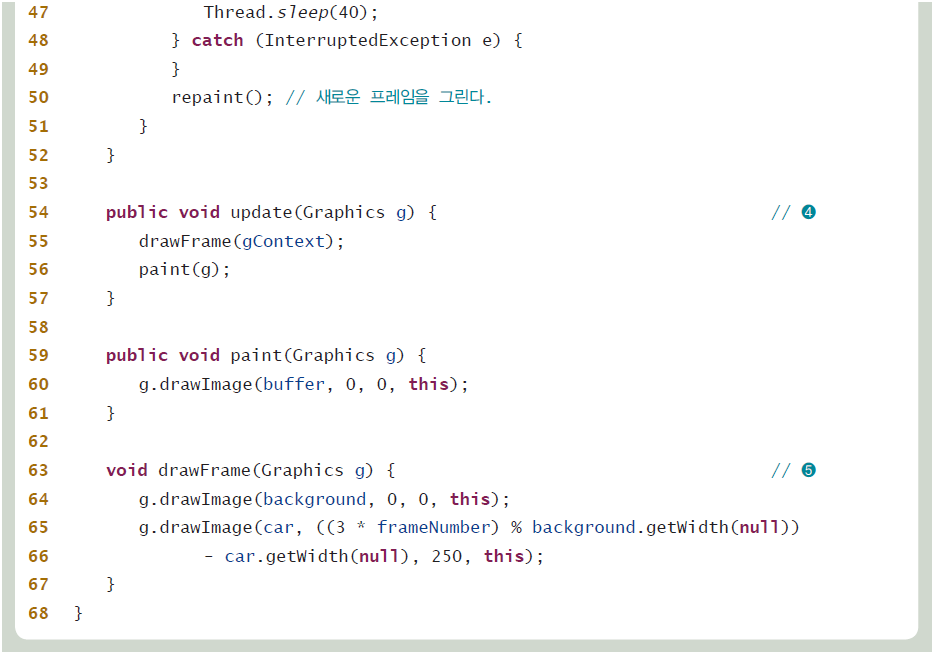 47 Thread.sleep(40);
48 } catch (InterruptedException e) {
49 }
50 repaint(); // 새로운 프레임을 그린다.
51 }
52 }
53
54 public void update(Graphics g) { // ❹
55 drawFrame(gContext);
56 paint(g);
57 }
58
59 public void paint(Graphics g) {
60 g.drawImage(buffer, 0, 0, this);
61 }
62
63 void drawFrame(Graphics g) { // ❺
64 g.drawImage(background, 0, 0, this);
65 g.drawImage(car, ((3 * frameNumber) % background.getWidth(null))
66 - car.getWidth(null), 250, this);
67 }
68 }